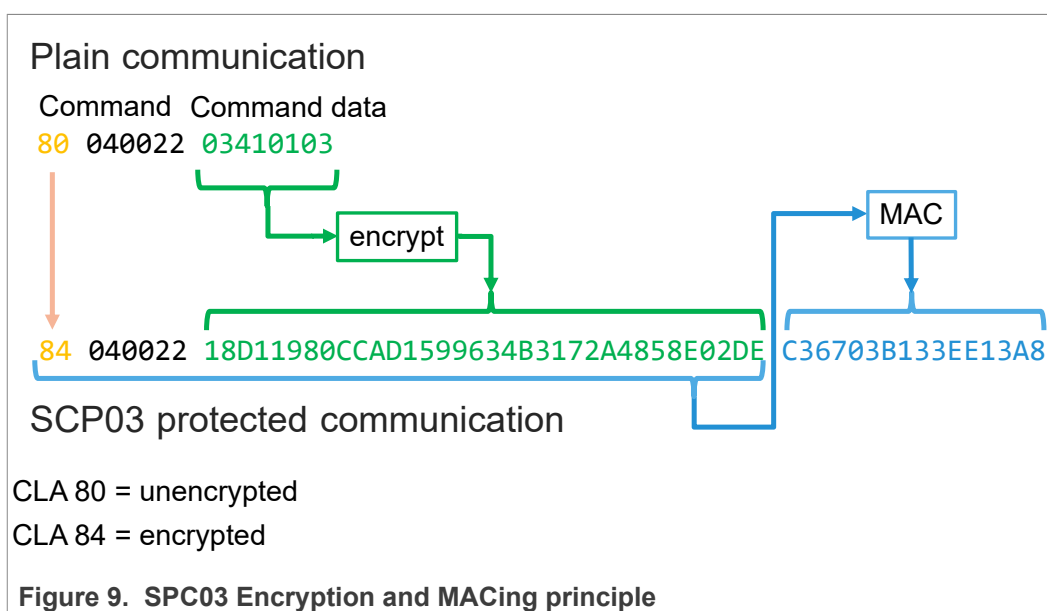 Plain communication
Command Command data
80 040022 03410103
MAC
encrypt
84 040022 18D11980CCAD1599634B3172A4858E02DE C36703B133EE13A8
SCP03 protected communication
CLA 80 = unencrypted
CLA 84 = encrypted
Figure 9. SPC03 Encryption and MACing principle